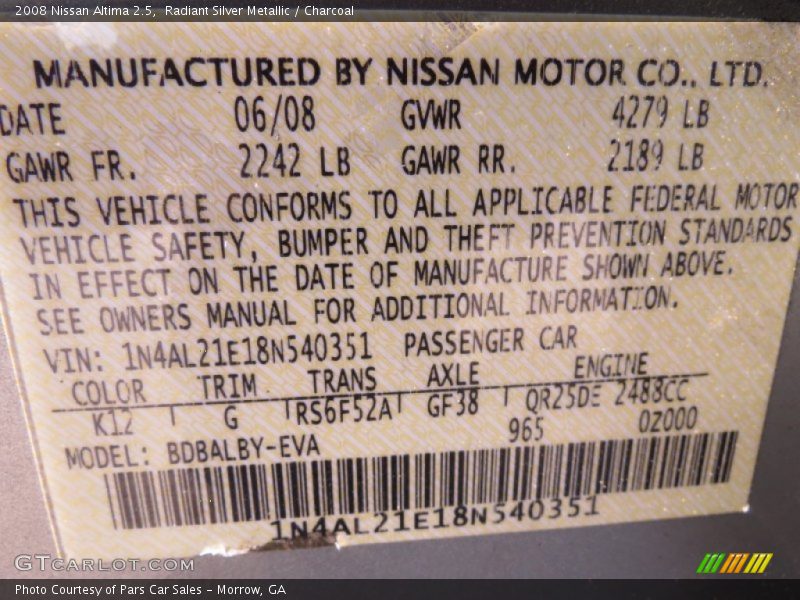 2008 Nissan Altima 2.5, Radiant Silver Metallic / Charcoal
MANUFACTURED BY NISSAN MOTOR CO., LTD.
DATE 06/08 GVWR 4279 LB
GAWR FR. 2242 LB GAWR RR. 2189 LB
THIS VEHICLE CONFORMS TO ALL APPLICABLE FEDERAL MOTOR
VEHICLE SAFETY, BUMPER AND THEFT PREVENTION STANDARDS
IN EFFECT ON THE DATE OF MANUFACTURE SHOWN ABOVE.
SEE OWNERS MANUAL FOR ADDITIONAL INFORMATION.
VIN: 1N4AL21E18N540351 PASSENGER CAR
COLOR TRIM TRANS AXLE ENGINE
K12 G RS6F52A GF38 QR25DE 2488CC
965 02000
MODEL: BDBALBY-EVA
1N4AL21E18N540351
GTcarlot.com
Photo Courtesy of Pars Car Sales - Morrow, GA